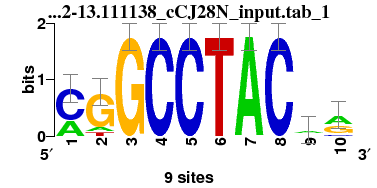 ...2-13.111138_cCJ28N_input.tab_1
2
bits
1
0
CGGCCTAC
A
5′ 1 2 3 4 5 6 7 8 9 10 3′
9 sites